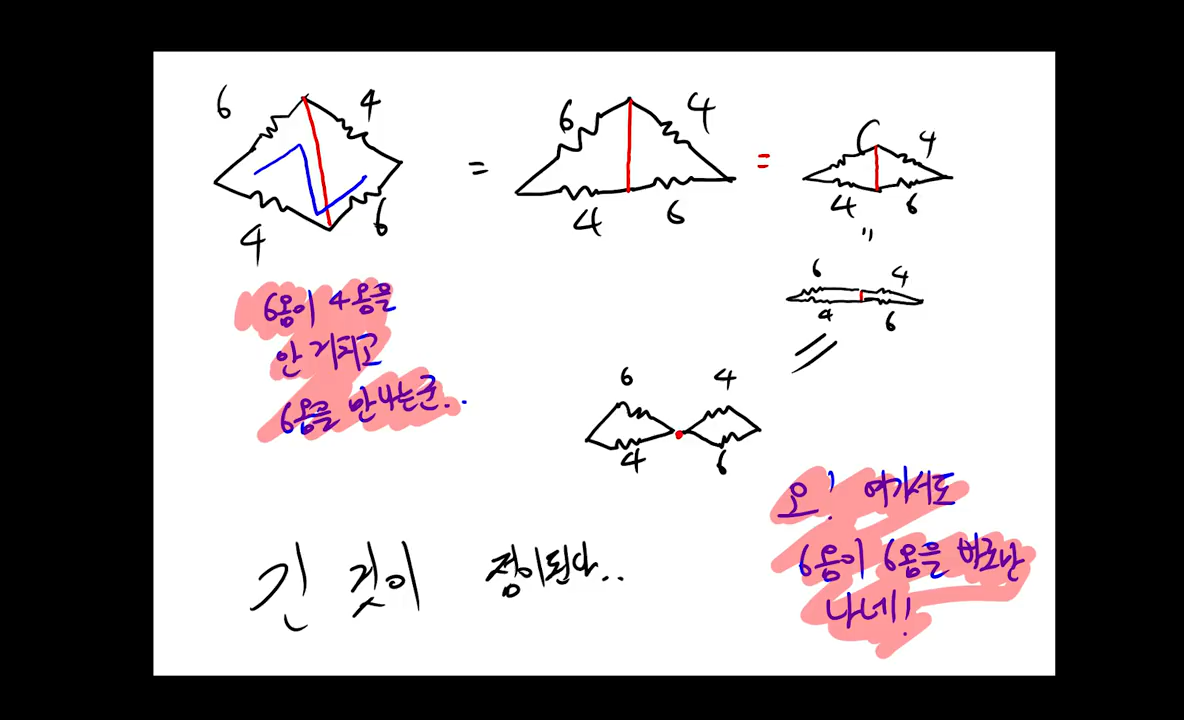 6 4
4 6
=
6 4
4 6
=
6 4
4 6
"
6 4
4 6
//
6 4
4 6
6옴이 4옴을
안 거치고
6옴을 만나는군..
오! 여기서도
6옴이 6옴을 바로 만
나네!
긴 것이 점이된다..